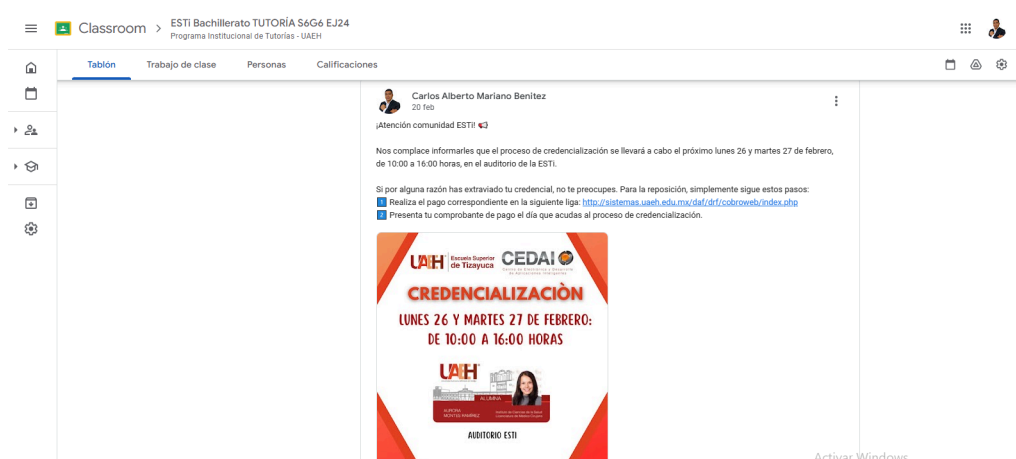 Classroom > ESTi Bachillerato TUTORÍA S6G6 EJ24
Programa Institucional de Tutorías - UAEH
Tablón Trabajo de clase Personas Calificaciones
Carlos Alberto Mariano Benitez
20 feb
¡Atención comunidad ESTi!
Nos complace informarles que el proceso de credencialización se llevará a cabo el próximo lunes 26 y martes 27 de febrero,
de 10:00 a 16:00 horas, en el auditorio de la ESTi.
Si por alguna razón has extraviado tu credencial, no te preocupes. Para la reposición, simplemente sigue estos pasos:
1 Realiza el pago correspondiente en la siguiente liga: http://sistemas.uaeh.edu.mx/daf/drf/cobroweb/index.php
2 Presenta tu comprobante de pago el día que acudas al proceso de credencialización.
UAEH Escuela Superior de Tizayuca
CEDAI
CREDENCIALIZACIÒN
LUNES 26 Y MARTES 27 DE FEBRERO:
DE 10:00 A 16:00 HORAS
UAEH
ALUMNA
AURORA
MONTES RAMÍREZ
AUDITORIO ESTI
Activar Windows